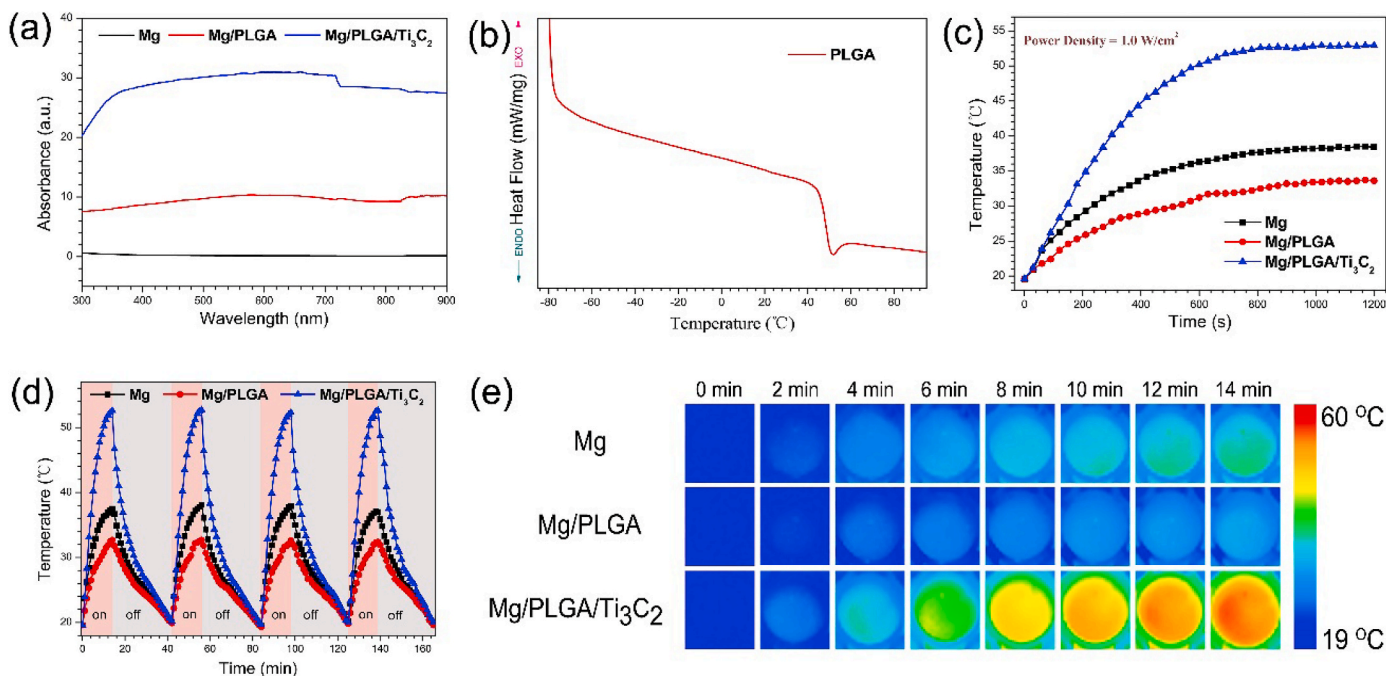 (a)
Mg Mg/PLGA Mg/PLGA/Ti₃C₂
40
30
20
10
0
Absorbance (a.u.)
300 400 500 600 700 800 900
Wavelength (nm)
(b)
PLGA
ENDO Heat Flow (mW/mg) EXO
-80 -60 -40 -20 0 20 40 60 80
Temperature (℃)
(c)
Power Density = 1.0 W/cm²
55
50
45
40
35
30
25
20
Temperature (℃)
Mg
Mg/PLGA
Mg/PLGA/Ti₃C₂
0 200 400 600 800 1000 1200
Time (s)
(d)
Mg Mg/PLGA Mg/PLGA/Ti₃C₂
50
40
30
20
Temperature (℃)
on off on off on off on off
0 20 40 60 80 100 120 140 160
Time (min)
(e)
0 min 2 min 4 min 6 min 8 min 10 min 12 min 14 min
Mg
Mg/PLGA
Mg/PLGA/Ti₃C₂
60 °C
19 °C